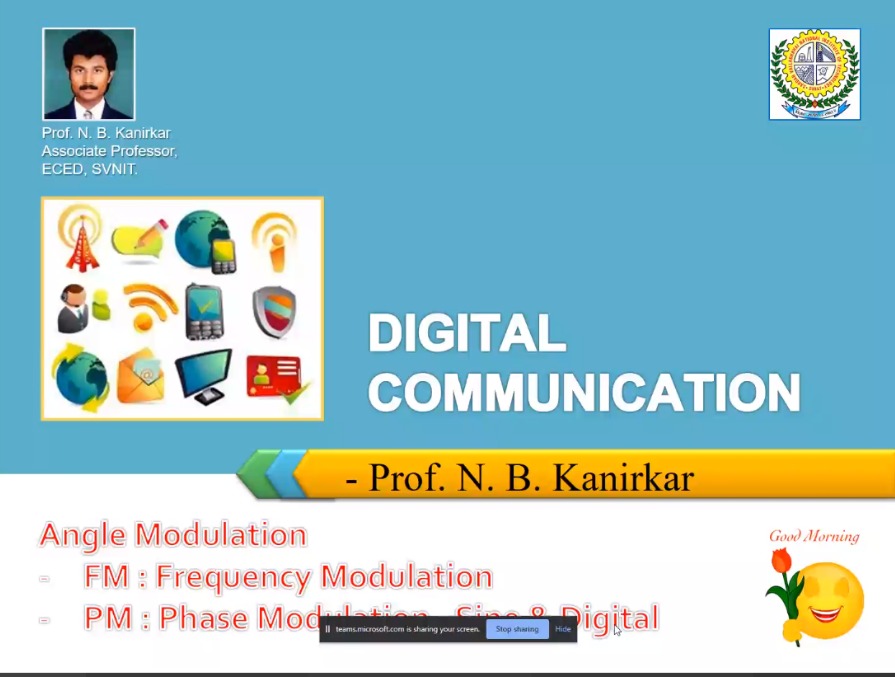 Prof. N. B. Kanirkar
Associate Professor,
ECED, SVNIT.
DIGITAL
COMMUNICATION
- Prof. N. B. Kanirkar
Angle Modulation
- FM : Frequency Modulation
- PM : Phase Modulation Sine & Digital
Good Morning
teams.microsoft.com is sharing your screen. Stop sharing Hide